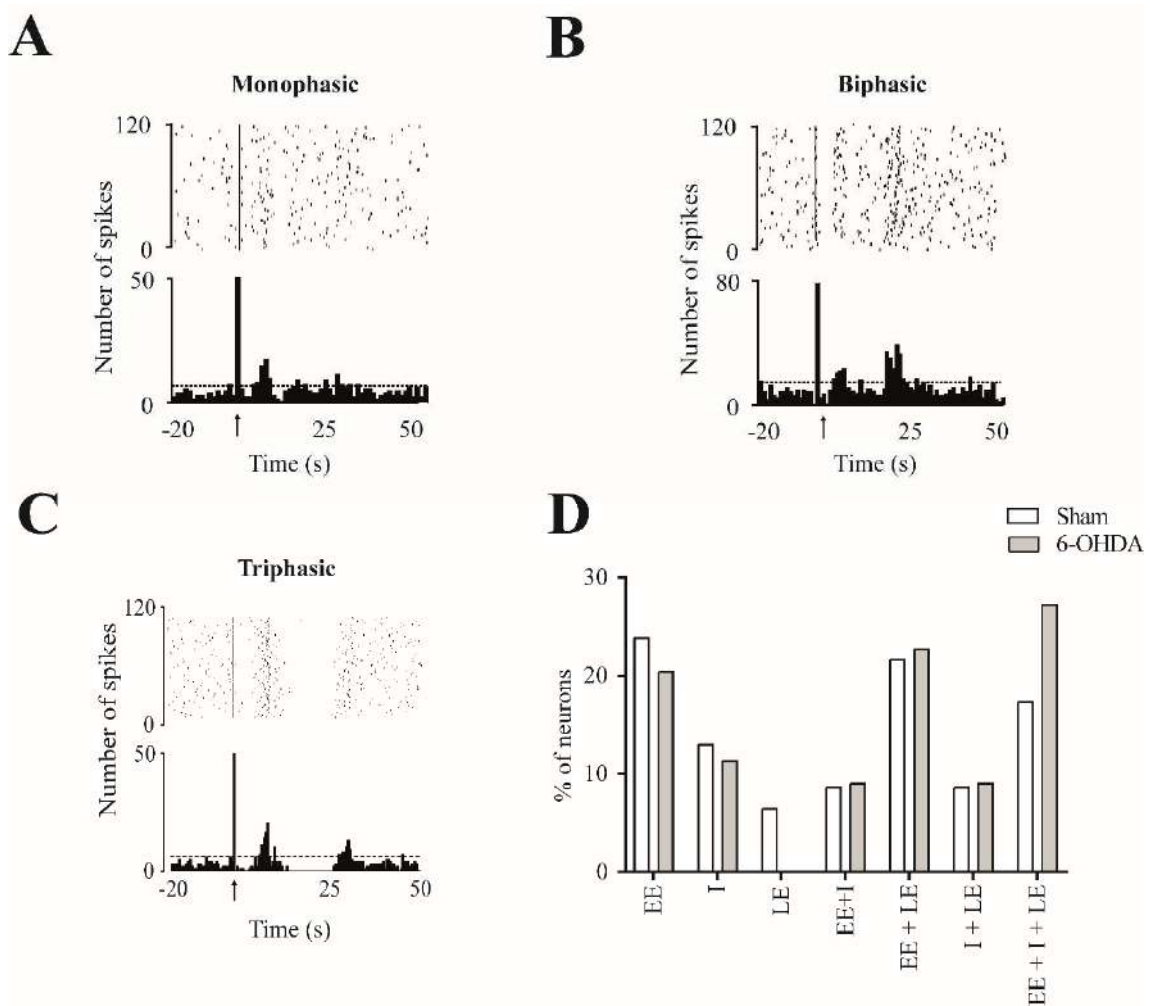 A
Monophasic
120
0
Number of spikes
50
0
-20
25
50
Time (s)
B
Biphasic
120
0
Number of spikes
80
0
-20
25
50
Time (s)
C
Triphasic
120
0
Number of spikes
50
0
-20
25
50
Time (s)
D
Sham
6-OHDA
30
20
10
0
% of neurons
EE
I
LE
EE+I
EE + LE
I + LE
EE + I + LE